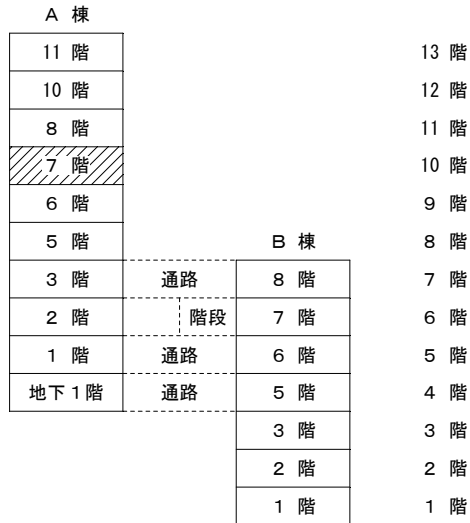 A 棟
11 階
13 階
10 階
12 階
8 階
11 階
7 階
10 階
6 階
9 階
5 階
B 棟
8 階
3 階
通路
8 階
7 階
2 階
階段
7 階
6 階
1 階
通路
6 階
5 階
地下1階
通路
5 階
4 階
3 階
3 階
2 階
2 階
1 階
1 階